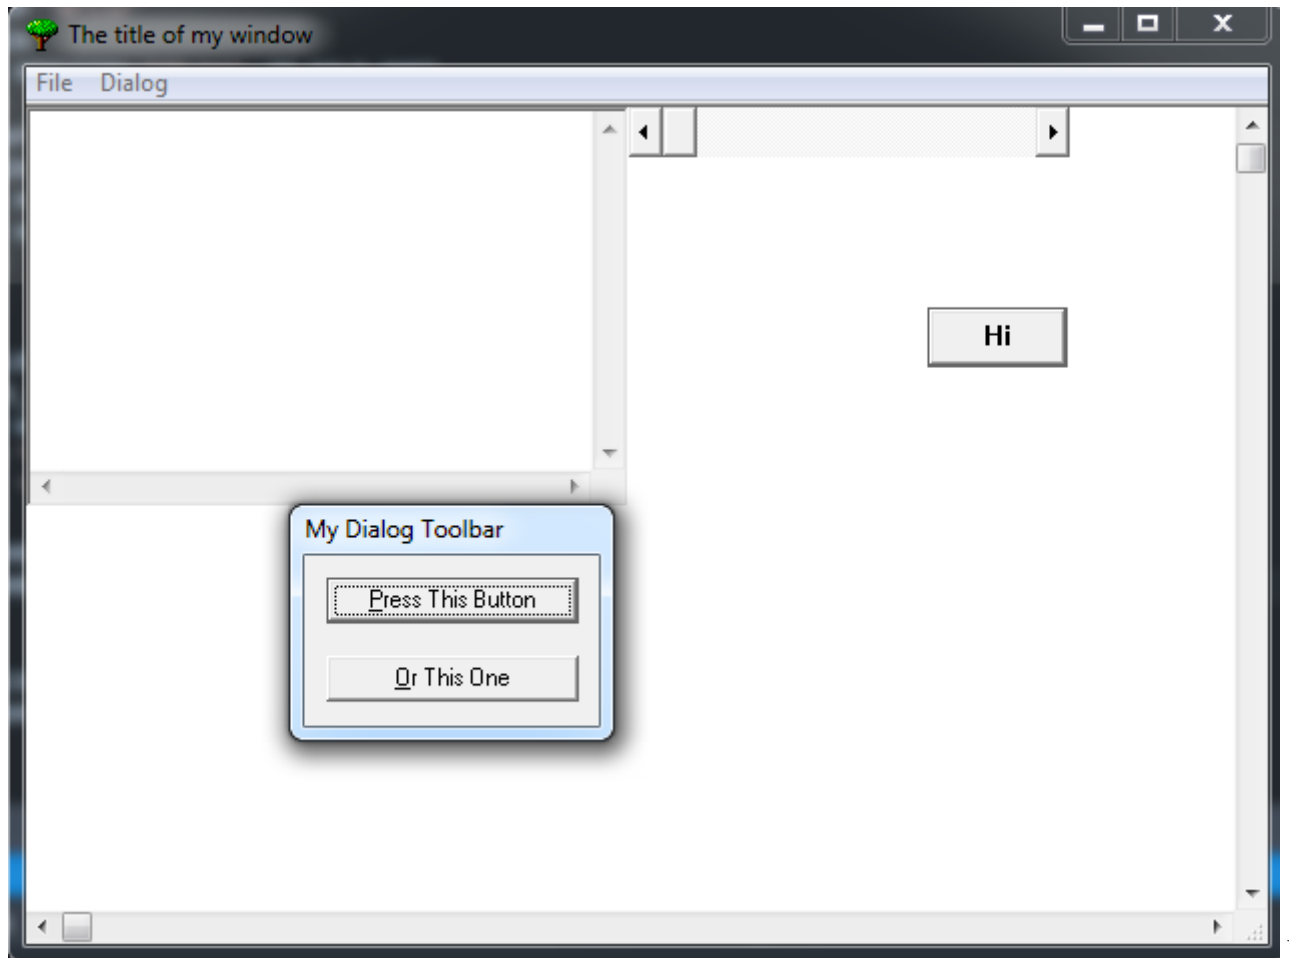 The title of my window
File Dialog
Hi
My Dialog Toolbar
Press This Button
Or This One